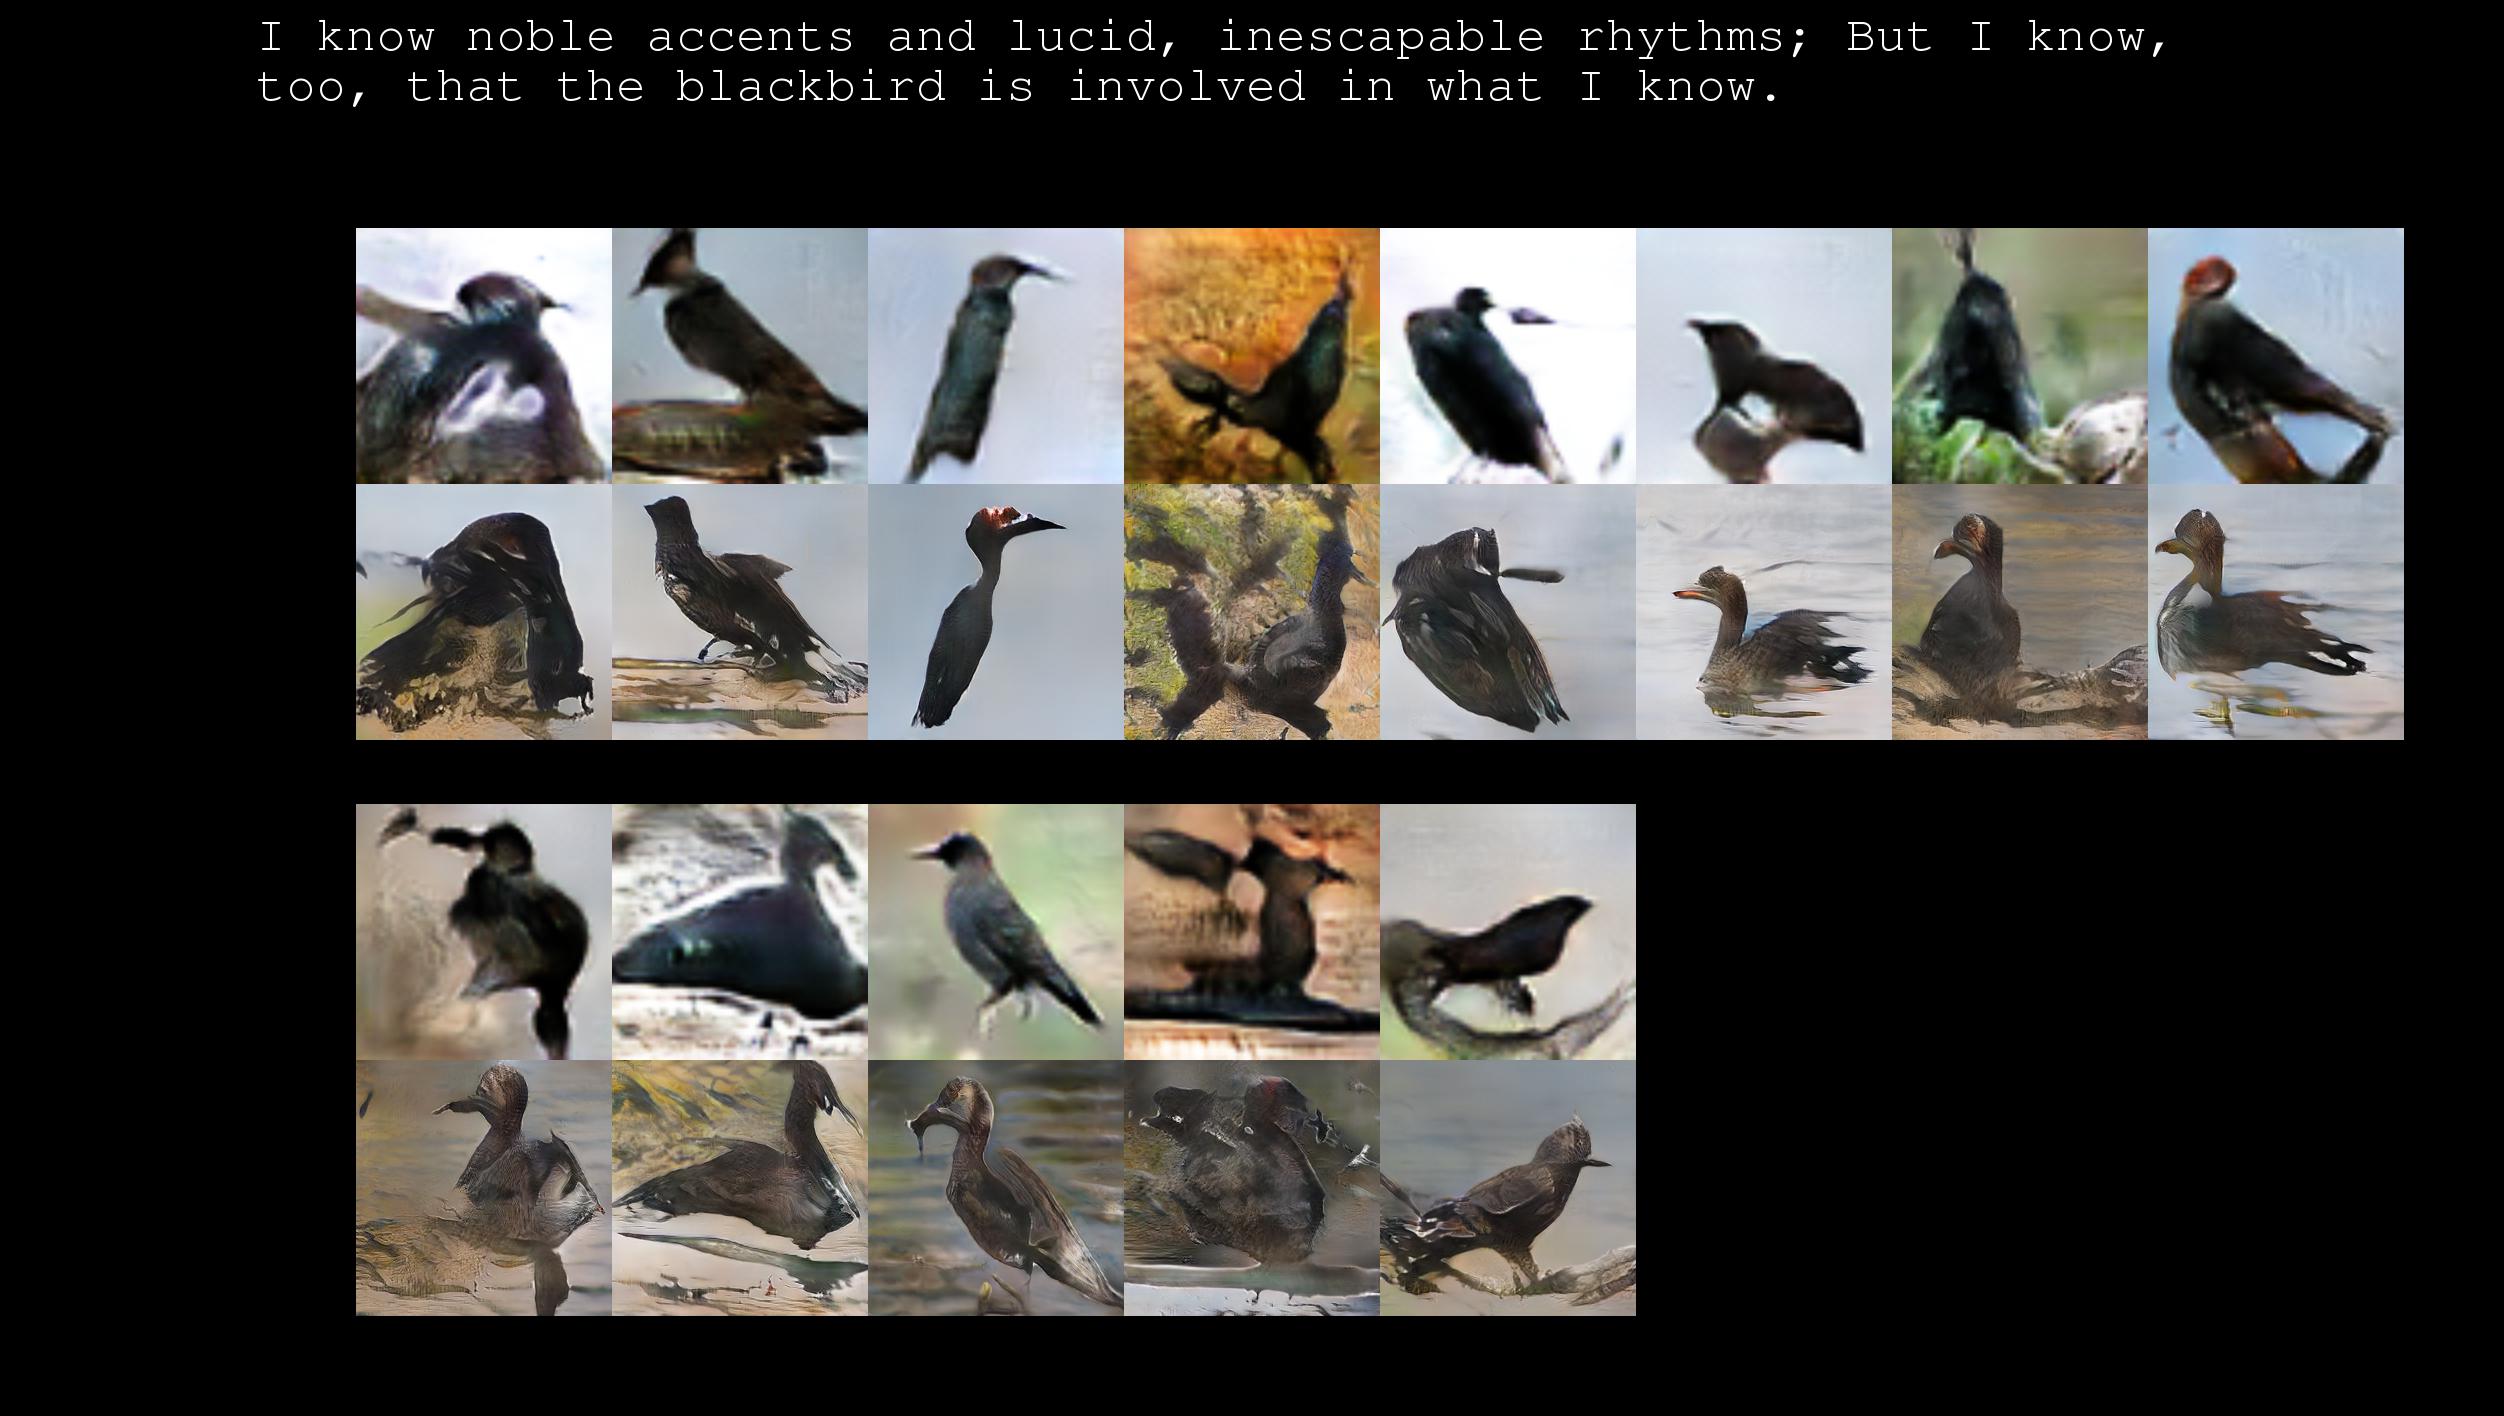 I know noble accents and lucid, inescapable rhythms; But I know,
too, that the blackbird is involved in what I know.